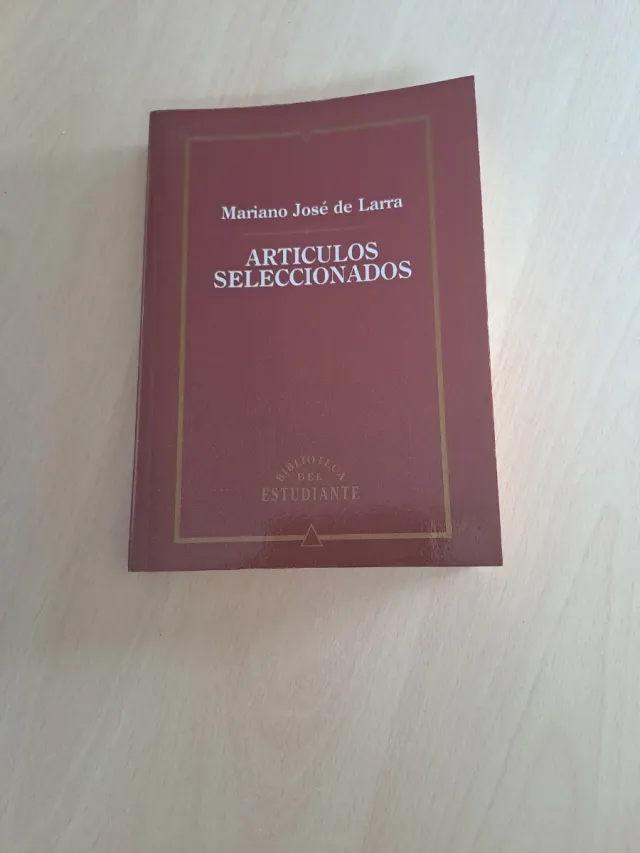 Mariano José de Larra
ARTICULOS
SELECCIONADOS
BIBLIOTECA
DEL
ESTUDIANTE